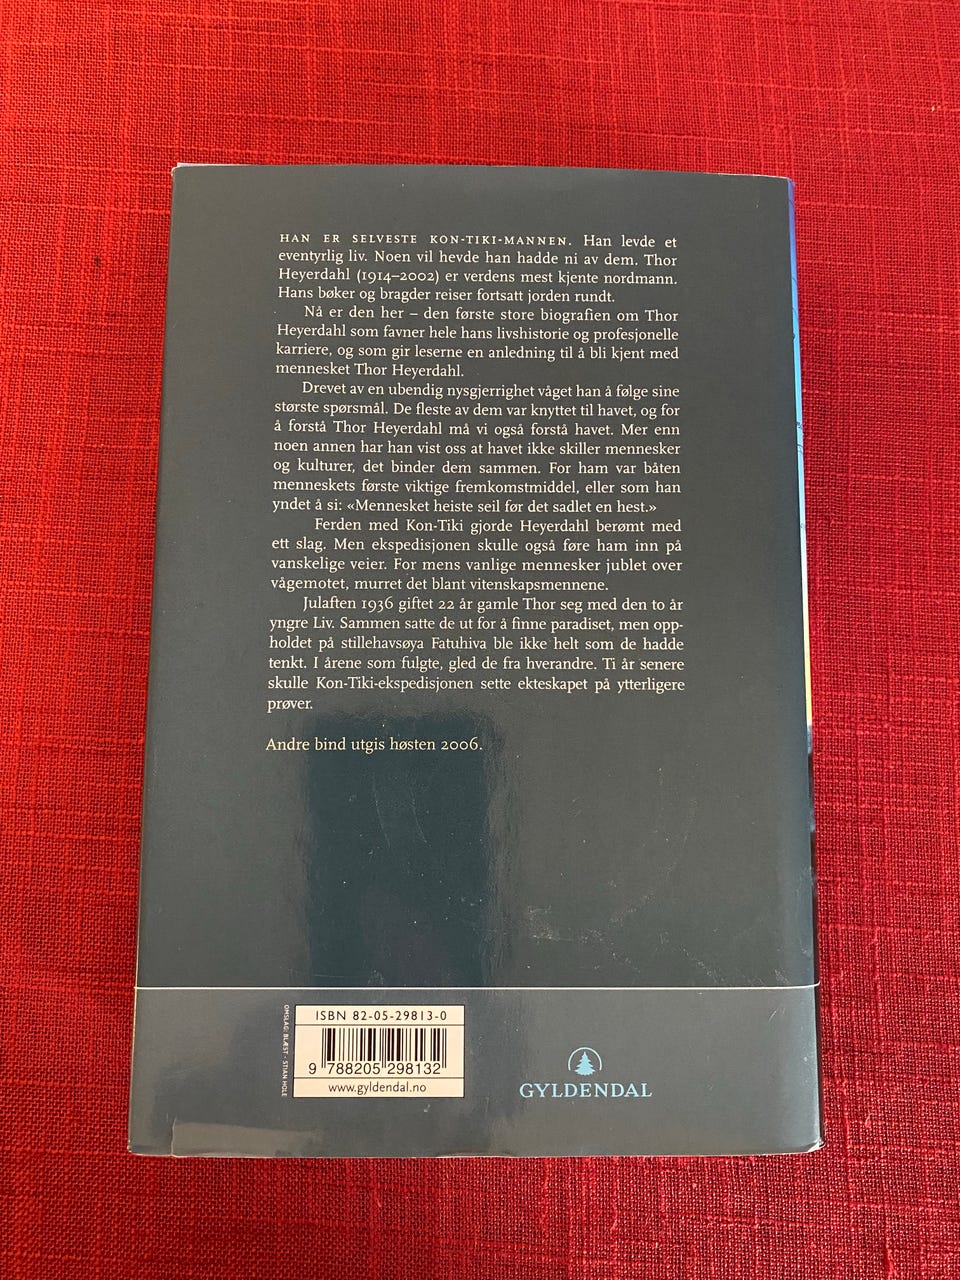 HAN ER SELVESTE KON-TIKI-MANNEN. Han levde et
eventyrlig liv. Noen vil hevde han hadde ni av dem. Thor
Heyerdahl (1914–2002) er verdens mest kjente nordmann.
Hans bøker og bragder reiser fortsatt jorden rundt.
Nå er den her – den første store biografien om Thor
Heyerdahl som favner hele hans livshistorie og profesjonelle
karriere, og som gir leserne en anledning til å bli kjent med
mennesket Thor Heyerdahl.
Drevet av en ubendig nysgjerrighet våget han å følge sine
største spørsmål. De fleste av dem var knyttet til havet, og for
å forstå Thor Heyerdahl må vi også forstå havet. Mer enn
noen annen har han vist oss at havet ikke skiller mennesker
og kulturer, det binder dem sammen. For ham var båten
menneskets første viktige fremkomstmiddel, eller som han
yndet å si: «Mennesket heiste seil før det sadlet en hest.»
Ferden med Kon-Tiki gjorde Heyerdahl berømt med
ett slag. Men ekspedisjonen skulle også føre ham inn på
vanskelige veier. For mens vanlige mennesker jublet over
vågemotet, murret det blant vitenskapsmennene.
Julaften 1936 giftet 22 år gamle Thor seg med den to år
yngre Liv. Sammen satte de ut for å finne paradiset, men opp-
holdet på stillehavsøya Fatuhiva ble ikke helt som de hadde
tenkt. I årene som fulgte, gled de fra hverandre. Ti år senere
skulle Kon-Tiki-ekspedisjonen sette ekteskapet på ytterligere
prøver.
Andre bind utgis høsten 2006.
OMSLAG: BLÆST · STIAN HOLE
ISBN 82-05-29813-0
9 788205 298132
www.gyldendal.no
GYLDENDAL